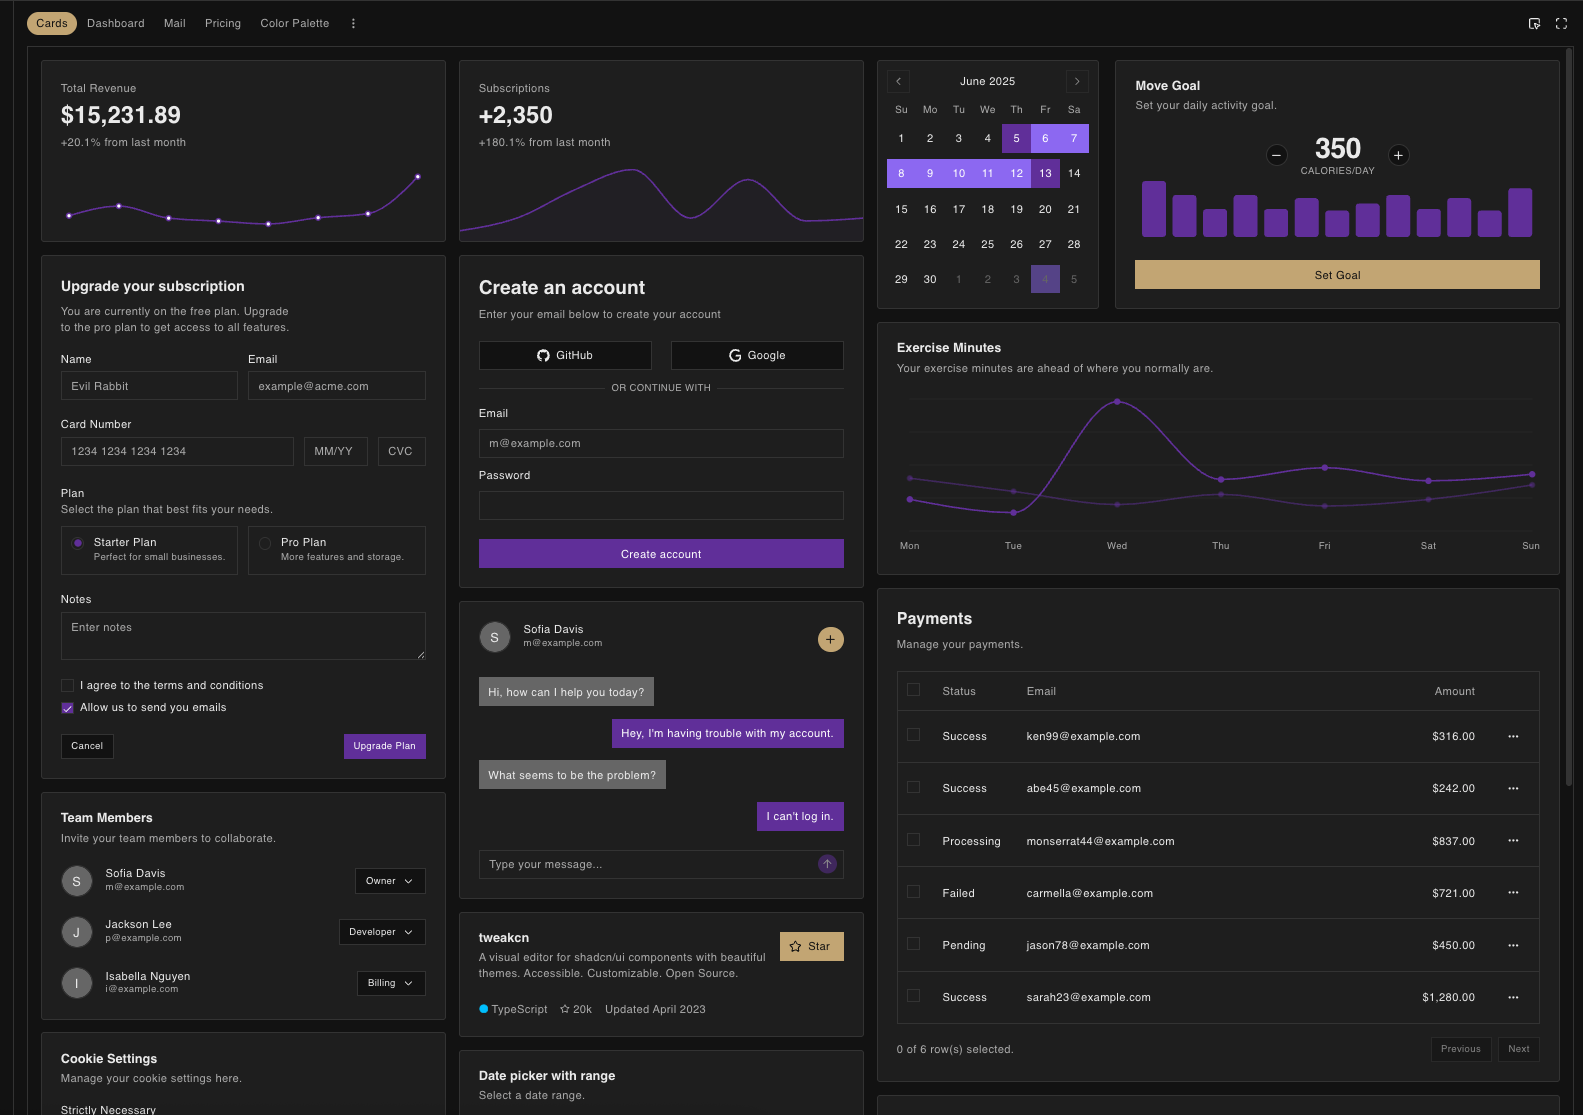 Cards
Dashboard
Mail
Pricing
Color Palette
Total Revenue
$15,231.89
+20.1% from last month
Upgrade your subscription
You are currently on the free plan. Upgrade
to the pro plan to get access to all features.
Name
Email
Evil Rabbit
example@acme.com
Card Number
1234 1234 1234 1234
MM/YY
CVC
Plan
Select the plan that best fits your needs.
Starter Plan
Perfect for small businesses.
Pro Plan
More features and storage.
Notes
Enter notes
I agree to the terms and conditions
Allow us to send you emails
Cancel
Upgrade Plan
Team Members
Invite your team members to collaborate.
S
Sofia Davis
m@example.com
Owner
J
Jackson Lee
p@example.com
Developer
I
Isabella Nguyen
i@example.com
Billing
Cookie Settings
Manage your cookie settings here.
Strictly Necessary
Subscriptions
+2,350
+180.1% from last month
Create an account
Enter your email below to create your account
GitHub
Google
OR CONTINUE WITH
Email
m@example.com
Password
Create account
S
Sofia Davis
m@example.com
Hi, how can I help you today?
Hey, I'm having trouble with my account.
What seems to be the problem?
I can't log in.
Type your message...
tweakcn
A visual editor for shadcn/ui components with beautiful
themes. Accessible. Customizable. Open Source.
Star
TypeScript
20k
Updated April 2023
Date picker with range
Select a date range.
June 2025
Su Mo Tu We Th Fr Sa
1 2 3 4 5 6 7
8 9 10 11 12 13 14
15 16 17 18 19 20 21
22 23 24 25 26 27 28
29 30 1 2 3 4 5
Move Goal
Set your daily activity goal.
350
CALORIES/DAY
Set Goal
Exercise Minutes
Your exercise minutes are ahead of where you normally are.
Mon Tue Wed Thu Fri Sat Sun
Payments
Manage your payments.
Status Email Amount
Success ken99@example.com $316.00
Success abe45@example.com $242.00
Processing monserrat44@example.com $837.00
Failed carmella@example.com $721.00
Pending jason78@example.com $450.00
Success sarah23@example.com $1,280.00
0 of 6 row(s) selected.
Previous
Next